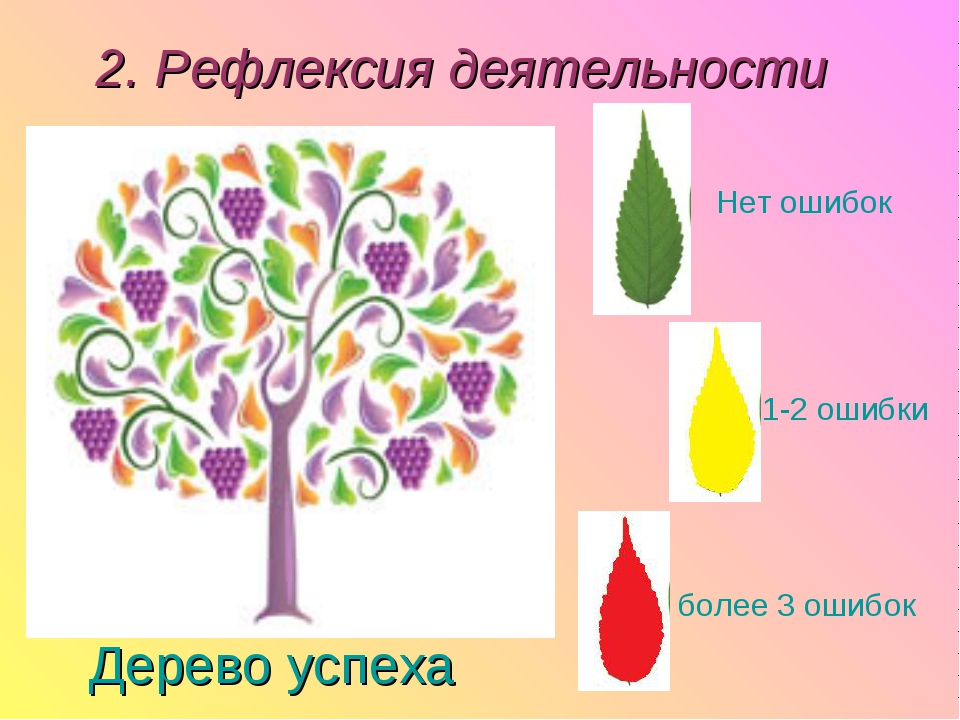 2. Рефлексия деятельности
Нет ошибок
1-2 ошибки
более 3 ошибок
Дерево успеха